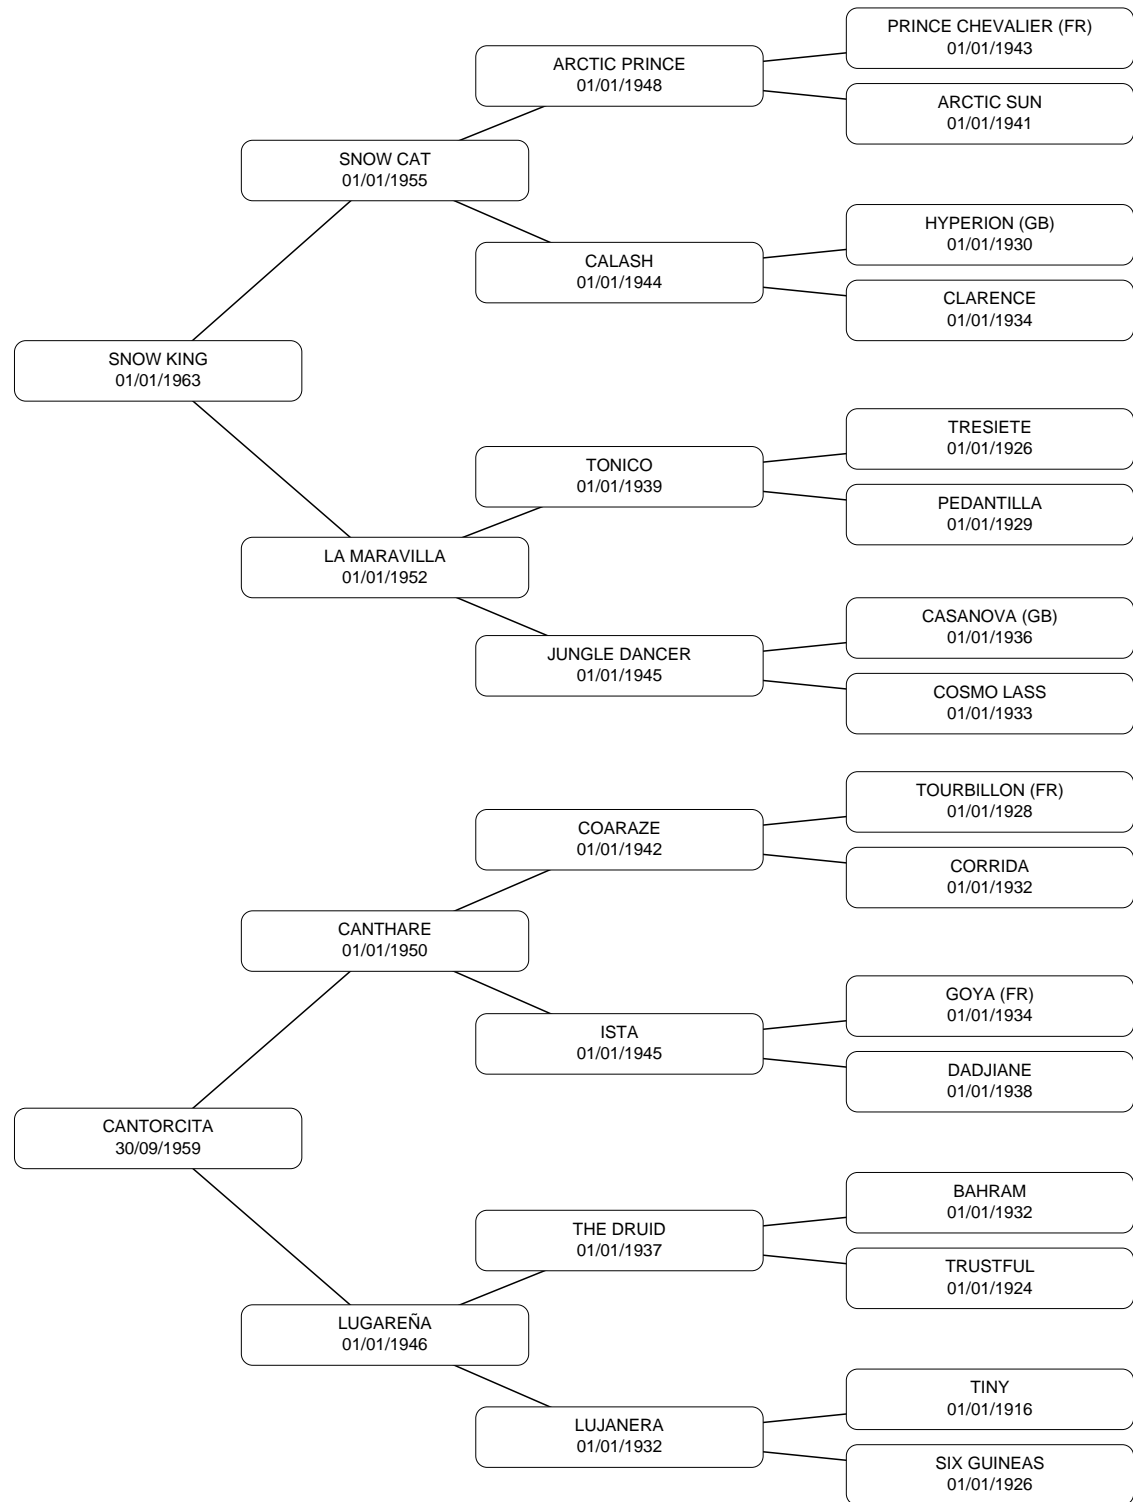 PRINCE CHEVALIER (FR)
01/01/1943
ARCTIC PRINCE
01/01/1948
ARCTIC SUN
01/01/1941
SNOW CAT
01/01/1955
HYPERION (GB)
01/01/1930
CALASH
01/01/1944
CLARENCE
01/01/1934
SNOW KING
01/01/1963
TRESIETE
01/01/1926
TONICO
01/01/1939
PEDANTILLA
01/01/1929
LA MARAVILLA
01/01/1952
CASANOVA (GB)
01/01/1936
JUNGLE DANCER
01/01/1945
COSMO LASS
01/01/1933
TOURBILLON (FR)
01/01/1928
COARAZE
01/01/1942
CORRIDA
01/01/1932
CANTHARE
01/01/1950
GOYA (FR)
01/01/1934
ISTA
01/01/1945
DADJIANE
01/01/1938
CANTORCITA
30/09/1959
BAHRAM
01/01/1932
THE DRUID
01/01/1937
TRUSTFUL
01/01/1924
LUGAREÑA
01/01/1946
TINY
01/01/1916
LUJANERA
01/01/1932
SIX GUINEAS
01/01/1926